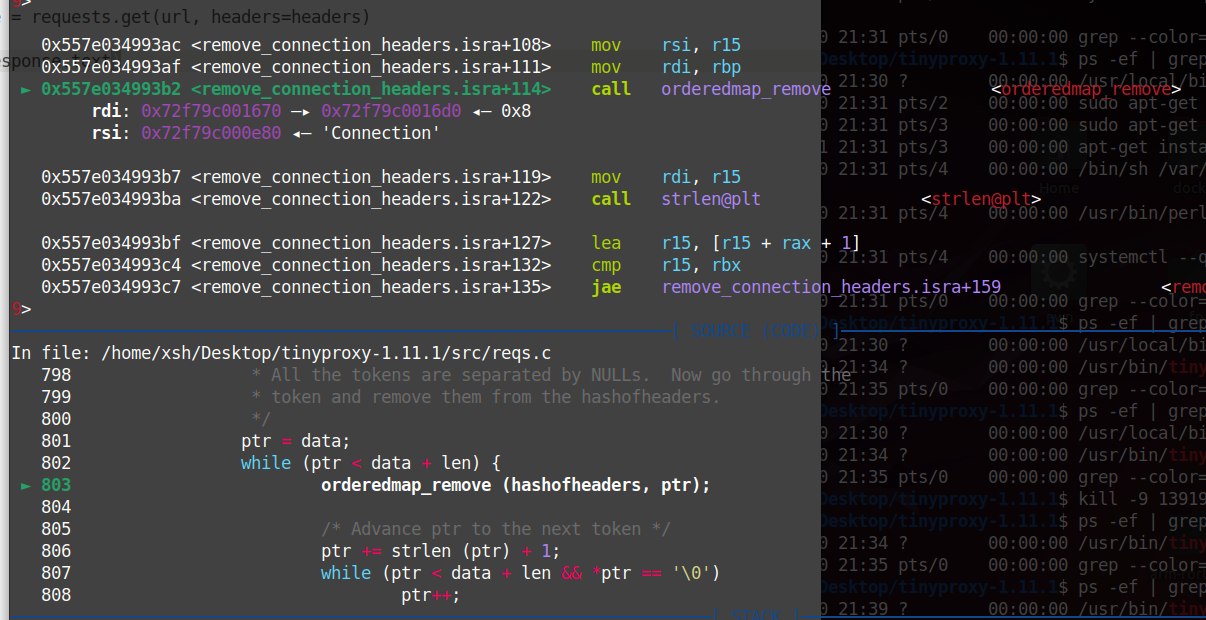 9>
= requests.get(url, headers=headers)
0x557e034993ac <remove_connection_headers.isra+108> mov rsi, r15
0x557e034993af <remove_connection_headers.isra+111> mov rdi, rbp
► 0x557e034993b2 <remove_connection_headers.isra+114> call orderedmap_remove <orderedmap_remove>
rdi: 0x72f79c001670 —▸ 0x72f79c0016d0 ◂— 0x8
rsi: 0x72f79c000e80 ◂— 'Connection'
0x557e034993b7 <remove_connection_headers.isra+119> mov rdi, r15
0x557e034993ba <remove_connection_headers.isra+122> call strlen@plt <strlen@plt>
0x557e034993bf <remove_connection_headers.isra+127> lea r15, [r15 + rax + 1]
0x557e034993c4 <remove_connection_headers.isra+132> cmp r15, rbx
0x557e034993c7 <remove_connection_headers.isra+135> jae remove_connection_headers.isra+159 <remo
9>
[ SOURCE (CODE) ]
In file: /home/xsh/Desktop/tinyproxy-1.11.1/src/reqs.c
798 * All the tokens are separated by NULLs.  Now go through the
799 * token and remove them from the hashofheaders.
800 */
801 ptr = data;
802 while (ptr < data + len) {
► 803 orderedmap_remove (hashofheaders, ptr);
804
805 /* Advance ptr to the next token */
806 ptr += strlen (ptr) + 1;
807 while (ptr < data + len && *ptr == '\0')
808 ptr++;
[ STACK ]
0 21:31 pts/0 00:00:00 grep --color=
Desktop/tinyproxy-1.11.1$ ps -ef | grep
0 21:30 ? 00:00:00 /usr/local/bi
21:31 pts/2 00:00:00 sudo apt-get
21:31 pts/3 00:00:00 sudo apt-get
1 21:31 pts/3 00:00:00 apt-get insta
21:31 pts/4 00:00:00 /bin/sh /var/
Home
dock
0 21:31 pts/4 00:00:00 /usr/bin/perl
21:31 pts/4 00:00:00 systemctl --q
21:31 pts/0 00:00:00 grep --color=
Desktop/tinyproxy-1.11.1$ ps -ef | grep
0 21:30 ? 00:00:00 /usr/local/bi
0 21:34 ? 00:00:00 /usr/bin/tiny
0 21:35 pts/0 00:00:00 grep --color=
Desktop/tinyproxy-1.11.1$ ps -ef | grep
0 21:30 ? 00:00:00 /usr/local/bi
0 21:34 ? 00:00:00 /usr/bin/tiny
0 21:35 pts/0 00:00:00 grep --color=
Desktop/tinyproxy-1.11.1$ kill -9 13919
Desktop/tinyproxy-1.11.1$ ps -ef | grep
0 21:34 ? 00:00:00 /usr/bin/tiny
0 21:35 pts/0 00:00:00 grep --color=
Desktop/tinyproxy-1.11.1$ ps -ef | grep
0 21:39 ? 00:00:00 /usr/bin/tiny